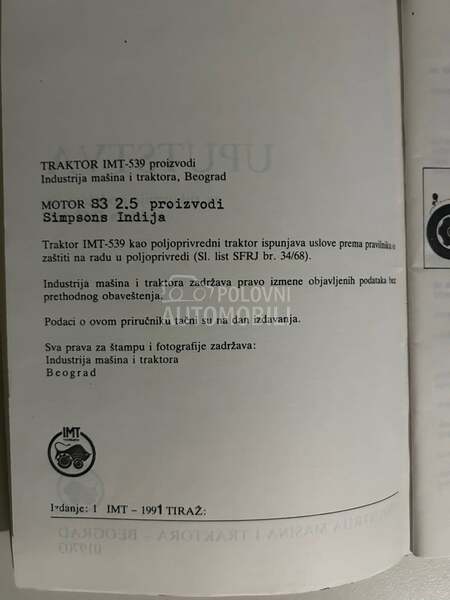 TRAKTOR IMT-539 proizvodi
Industrija mašina i traktora, Beograd
MOTOR S3 2.5 proizvodi
Simpsons Indija
Traktor IMT-539 kao poljoprivredni traktor ispunjava uslove prema pravilniku o
zaštiti na radu u poljoprivredi (Sl. list SFRJ br. 34/68).
Industrija mašina i traktora zadržava pravo izmene objavljenih podataka bez
prethodnog obaveštenja.
POLOVNI
AUTOMOBILI
Podaci o ovom priručniku tačni su na dan izdavanja.
Sva prava za štampu i fotografije zadržava:
Industrija mašina i traktora
Beograd
IMT
Izdanje: I IMT - 1991 TIRAŽ: